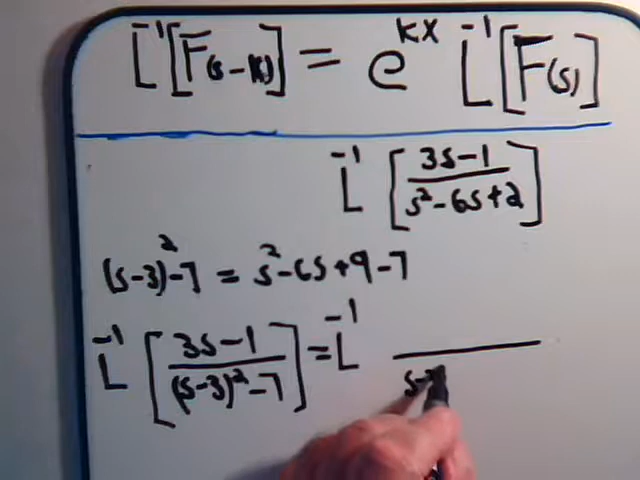 L⁻¹[F(s-k)] = e^kx L⁻¹[F(s)]
L⁻¹[(3s-1)/(s²-6s+2)]
(s-3)²-7 = s²-6s+9-7
L⁻¹[(3s-1)/((s-3)²-7)] = L⁻¹